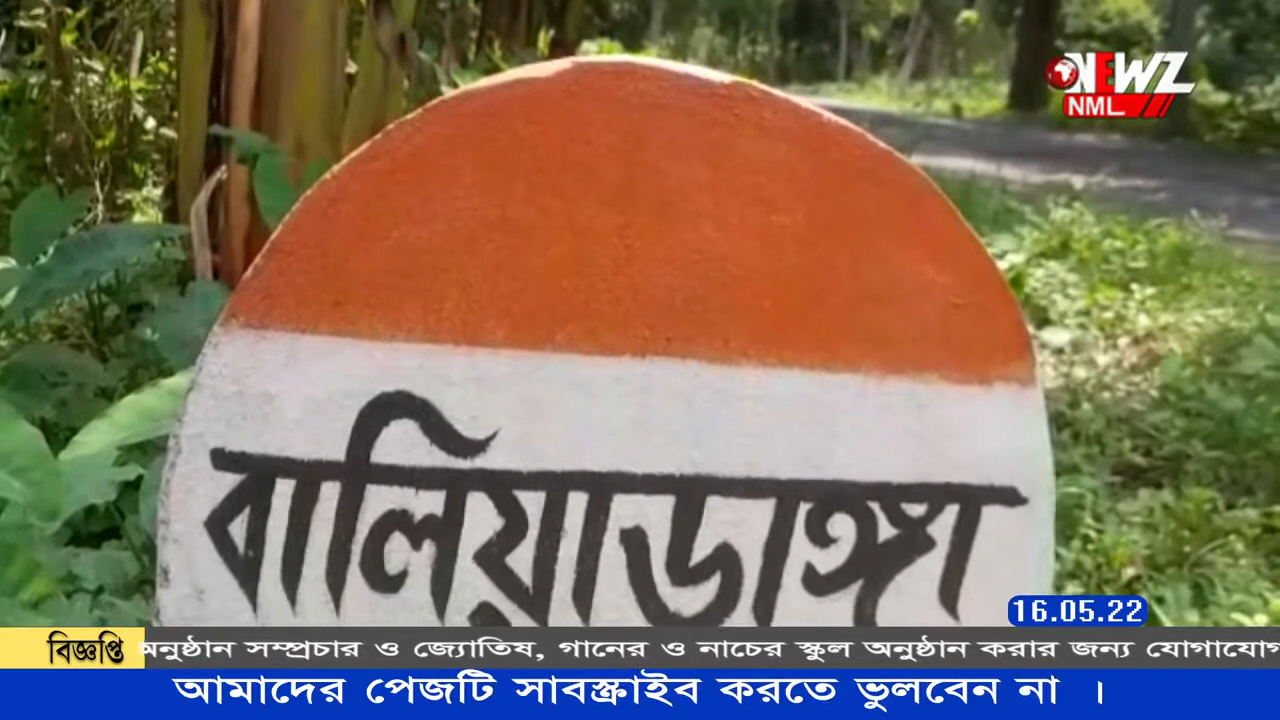 NEWZ
NML
বালিয়াডাঙ্গা
16.05.22
বিজ্ঞপ্তি
অনুষ্ঠান সম্প্রচার ও জ্যোতিষ, গানের ও নাচের স্কুল অনুষ্ঠান করার জন্য যোগাযোগ
আমাদের পেজটি সাবস্ক্রাইব করতে ভুলবেন না ।